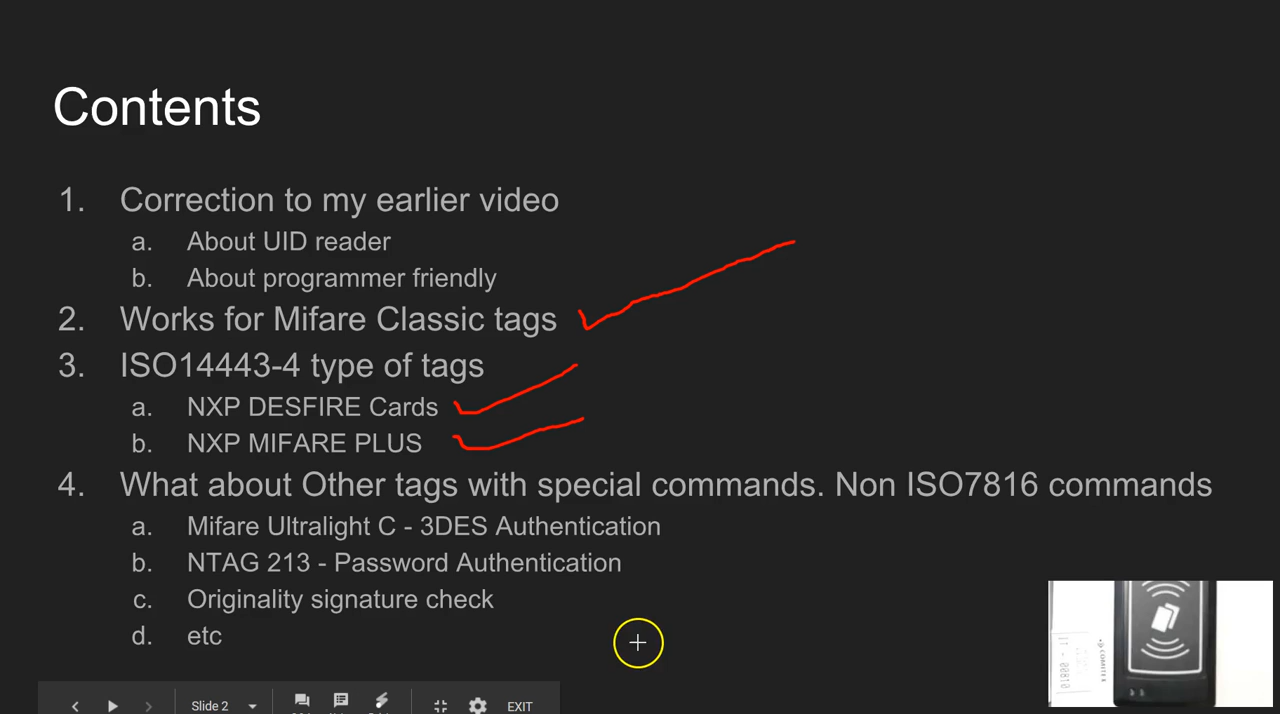 Contents
1. Correction to my earlier video
a. About UID reader
b. About programmer friendly
2. Works for Mifare Classic tags
3. ISO14443-4 type of tags
a. NXP DESFIRE Cards
b. NXP MIFARE PLUS
4. What about Other tags with special commands. Non ISO7816 commands
a. Mifare Ultralight C - 3DES Authentication
b. NTAG 213 - Password Authentication
c. Originality signature check
d. etc
Slide 2
EXIT